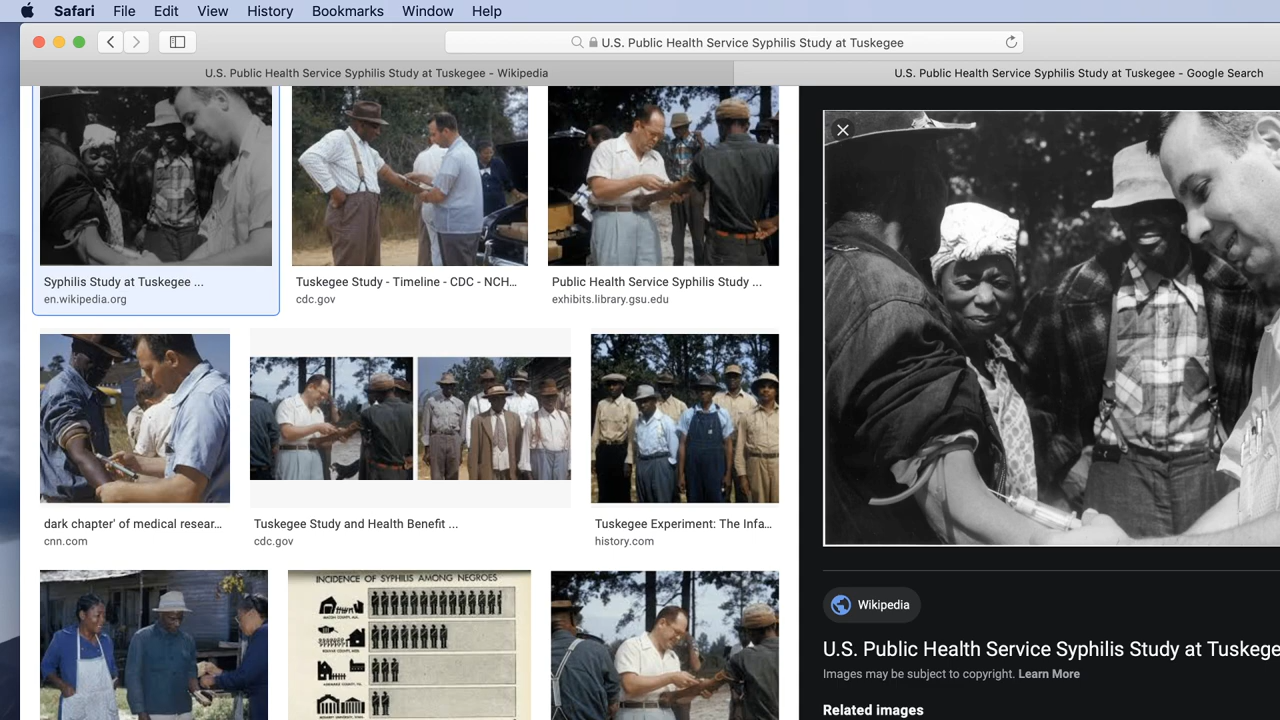 Safari File Edit View History Bookmarks Window Help
U.S. Public Health Service Syphilis Study at Tuskegee
U.S. Public Health Service Syphilis Study at Tuskegee - Wikipedia
U.S. Public Health Service Syphilis Study at Tuskegee - Google Search
Syphilis Study at Tuskegee ...
en.wikipedia.org
Tuskegee Study - Timeline - CDC - NCH...
cdc.gov
Public Health Service Syphilis Study ...
exhibits.library.gsu.edu
dark chapter' of medical resear...
cnn.com
Tuskegee Study and Health Benefit ...
cdc.gov
Tuskegee Experiment: The Infa...
history.com
INCIDENCE OF SYPHILIS AMONG NEGROES
Wikipedia
U.S. Public Health Service Syphilis Study at Tuskege
Images may be subject to copyright. Learn More
Related images